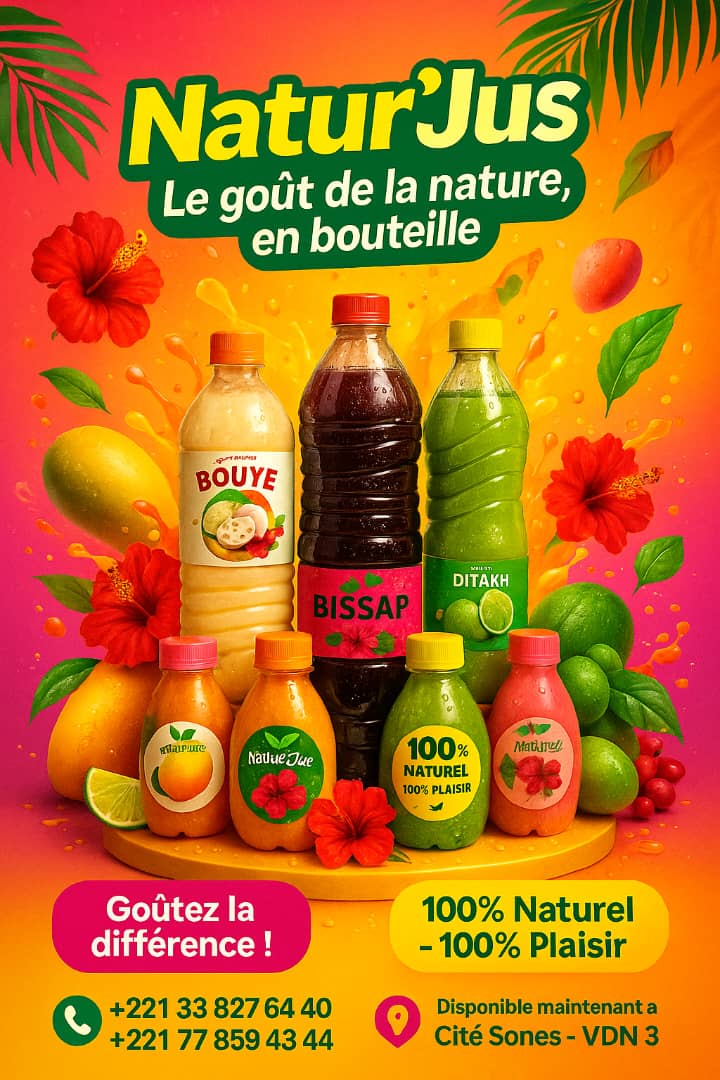 Natur'Jus
Le goût de la nature,
en bouteille
BOUYE
BISSAP
DITAKH
Natue'Jue
100%
NATUREL
100% PLAISIR
Goûtez la
différence !
100% Naturel
- 100% Plaisir
+221 33 827 64 40
+221 77 859 43 44
Disponible maintenant a
Cité Sones - VDN 3